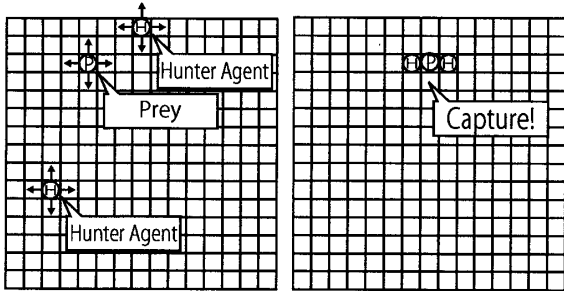 H
Hunter Agent
P
Prey
H
Hunter Agent
H P H
Capture!